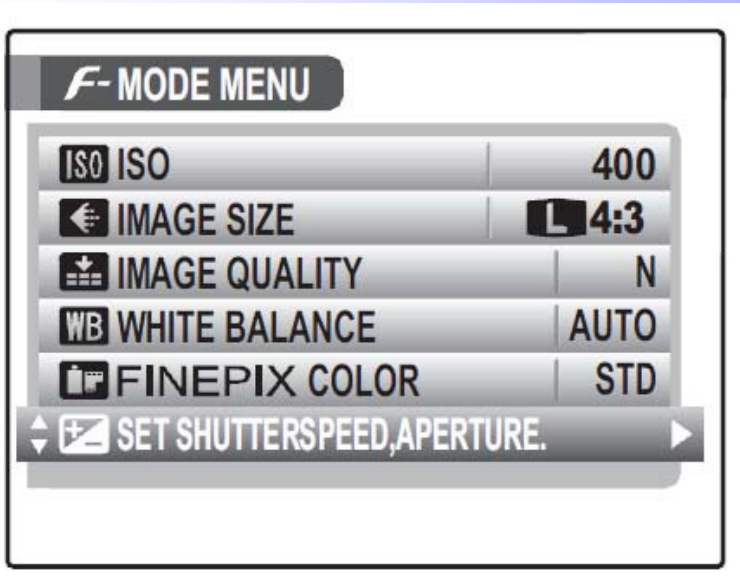 F-MODE MENU
ISO ISO 400
IMAGE SIZE L 4:3
IMAGE QUALITY N
WB WHITE BALANCE AUTO
FINEPIX COLOR STD
SET SHUTTERSPEED,APERTURE.